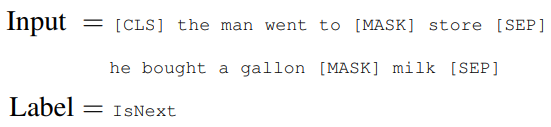 Input = [CLS] the man went to [MASK] store [SEP]
he bought a gallon [MASK] milk [SEP]
Label = IsNext